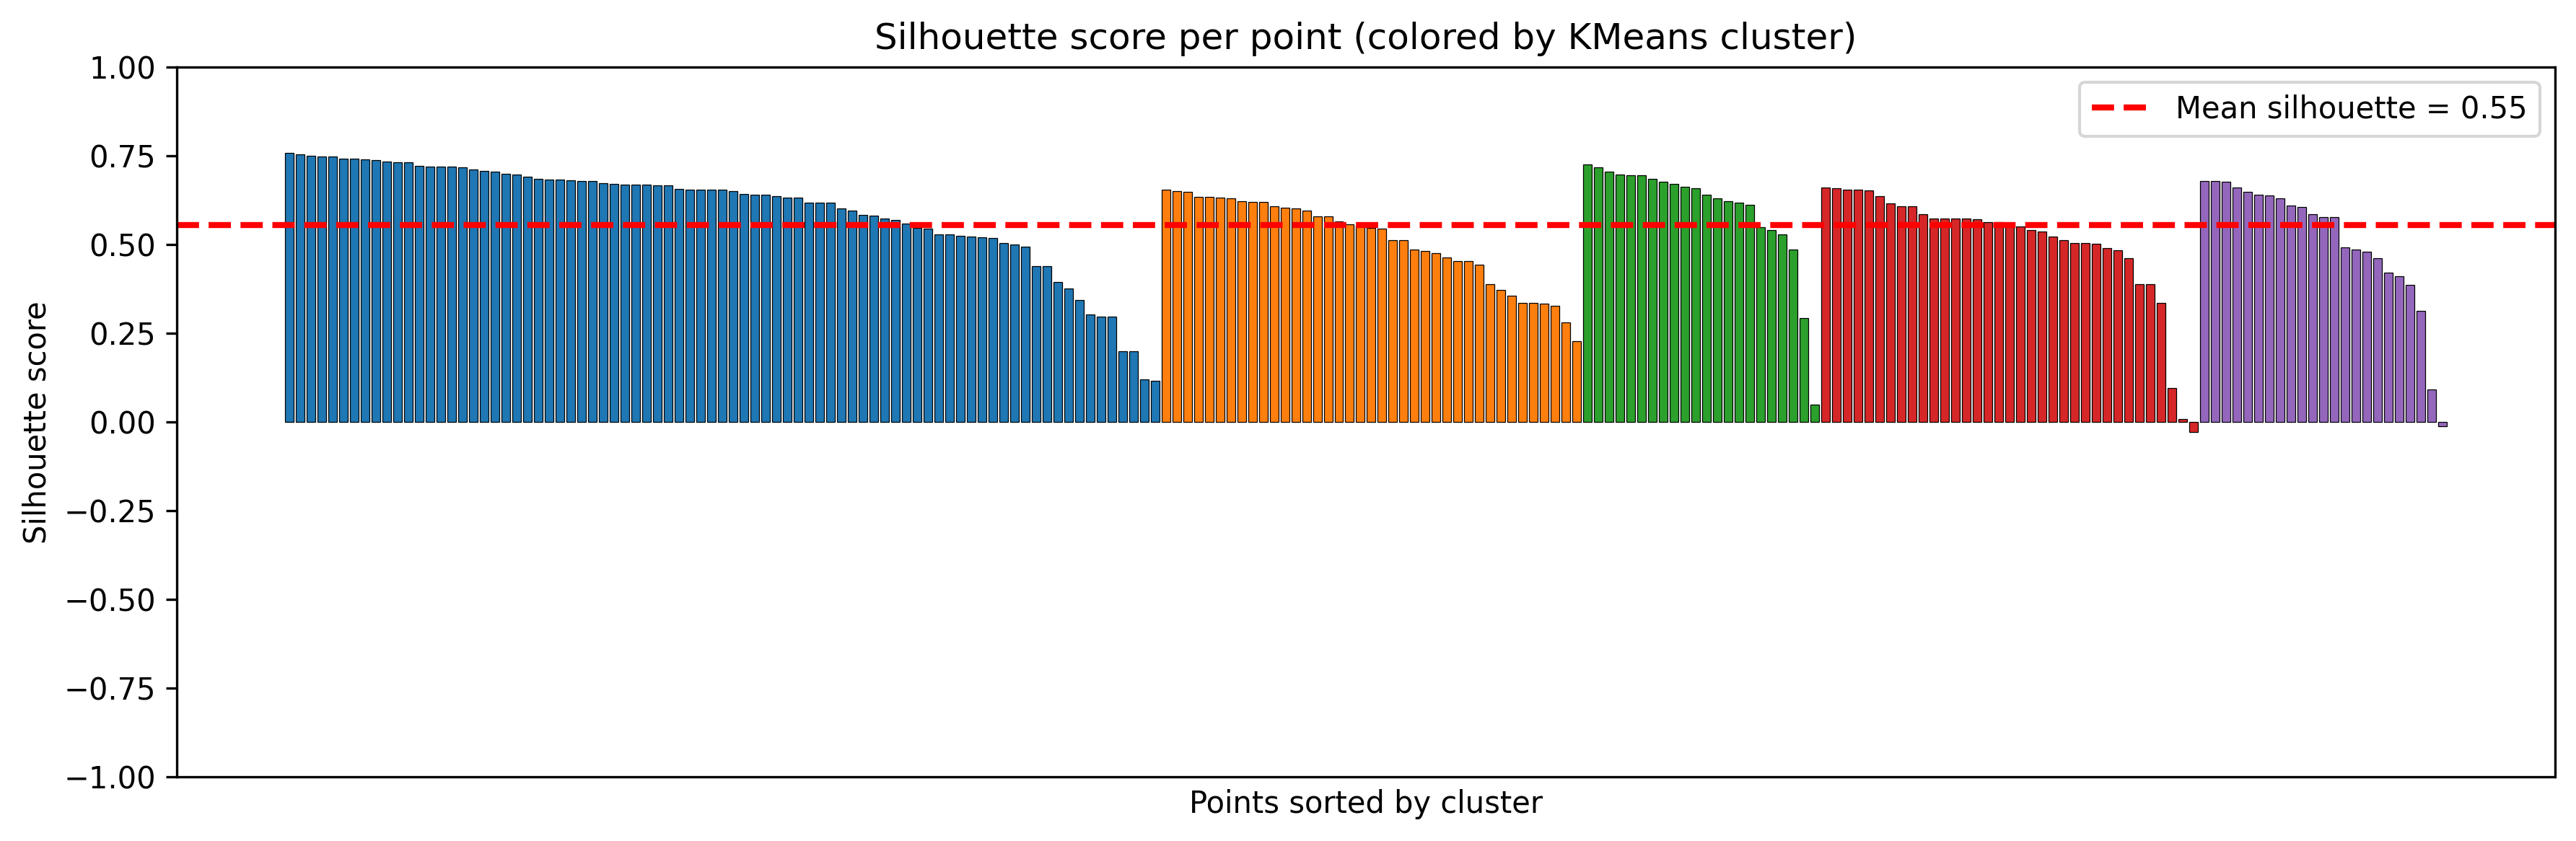 Silhouette score per point (colored by KMeans cluster)
Mean silhouette = 0.55
Silhouette score
1.00
0.75
0.50
0.25
0.00
−0.25
−0.50
−0.75
−1.00
Points sorted by cluster